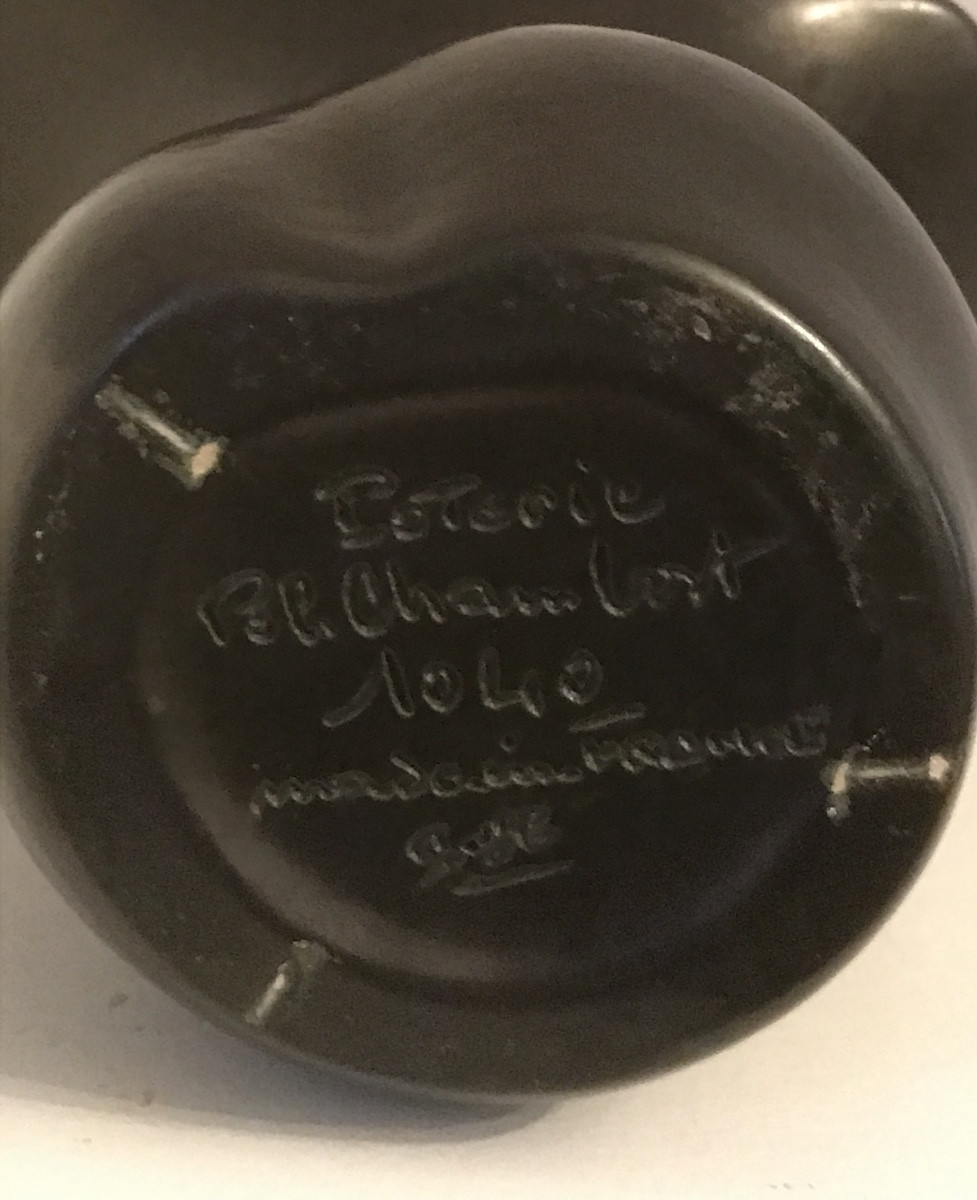 Poterie
Pol Chambost
1040
made in FRANCE